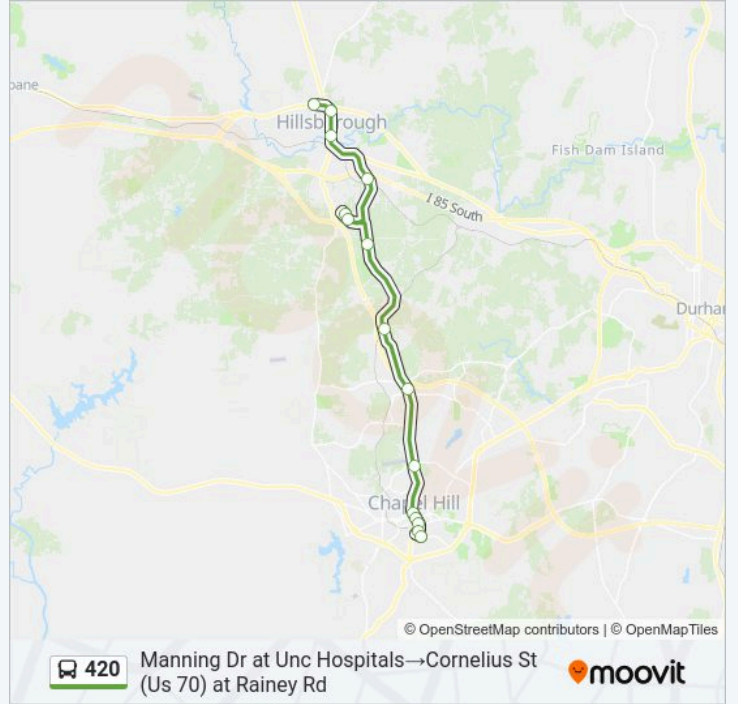 bane
Hillsborough
Fish Dam Island
I 85 South
Durhar
Chapel Hill
© OpenStreetMap contributors | © OpenMapTiles
420
Manning Dr at Unc Hospitals→Cornelius St
(Us 70) at Rainey Rd
moovit